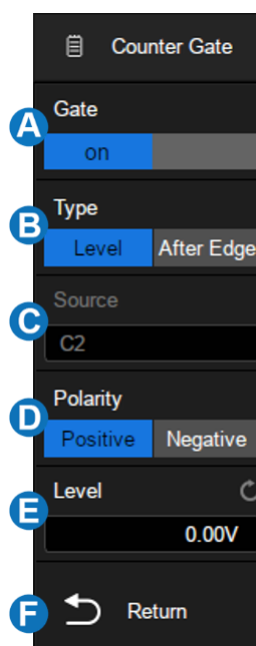 Counter Gate
A
Gate
on
B
Type
Level After Edge
C
Source
C2
D
Polarity
Positive Negative
E
Level
0.00V
F
Return